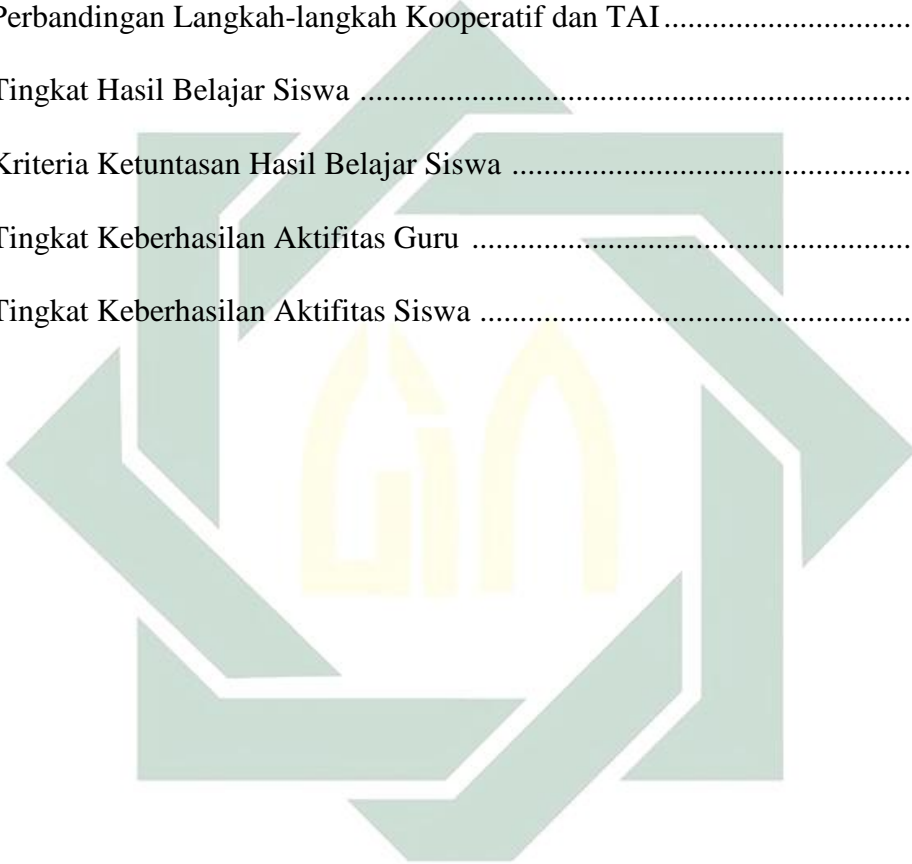 Perbandingan Langkah-langkah Kooperatif dan TAI................................
Tingkat Hasil Belajar Siswa .....................................................................
Kriteria Ketuntasan Hasil Belajar Siswa ..................................................
Tingkat Keberhasilan Aktifitas Guru .......................................................
Tingkat Keberhasilan Aktifitas Siswa ......................................................